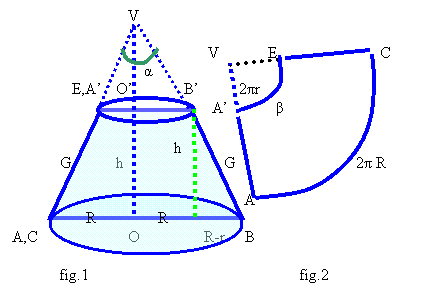 V
α
E,A' O' B'
G h h G
R R
A,C O R-r B
fig.1
V E C
2πr
A' β
A 2π R
fig.2